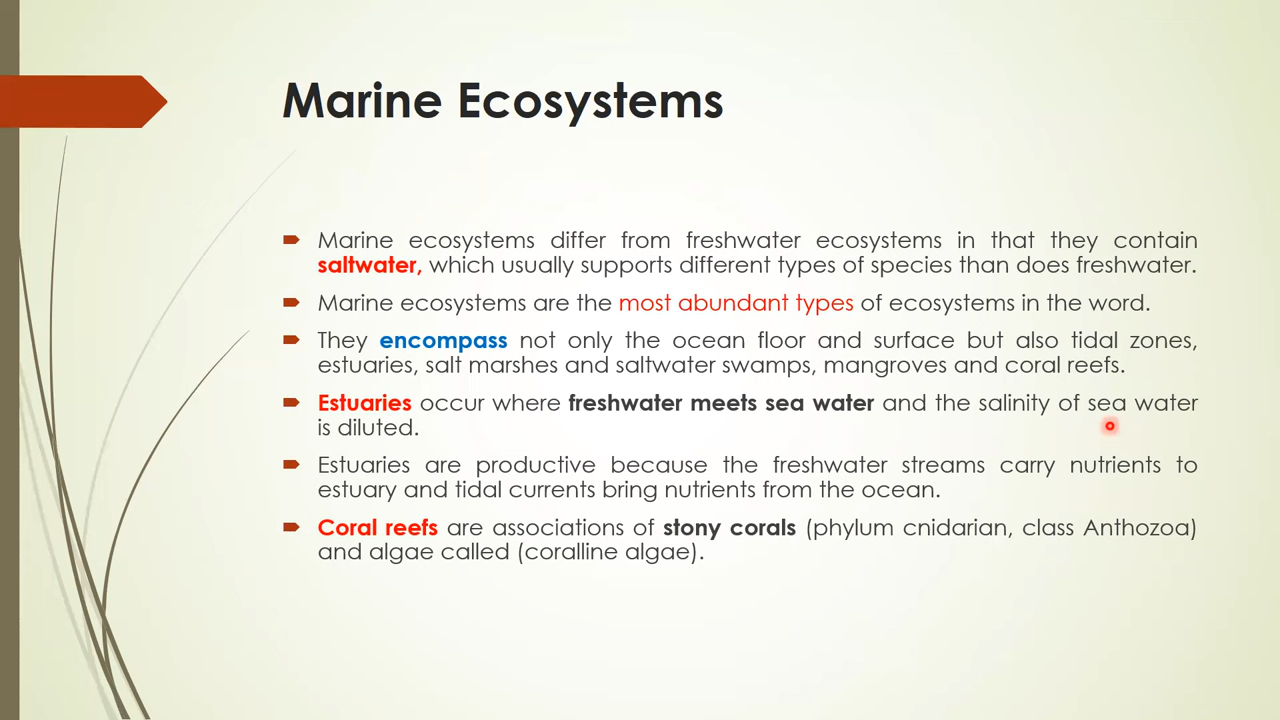 Marine Ecosystems
Marine ecosystems differ from freshwater ecosystems in that they contain
saltwater, which usually supports different types of species than does freshwater.
Marine ecosystems are the most abundant types of ecosystems in the word.
They encompass not only the ocean floor and surface but also tidal zones,
estuaries, salt marshes and saltwater swamps, mangroves and coral reefs.
Estuaries occur where freshwater meets sea water and the salinity of sea water
is diluted.
Estuaries are productive because the freshwater streams carry nutrients to
estuary and tidal currents bring nutrients from the ocean.
Coral reefs are associations of stony corals (phylum cnidarian, class Anthozoa)
and algae called (coralline algae).